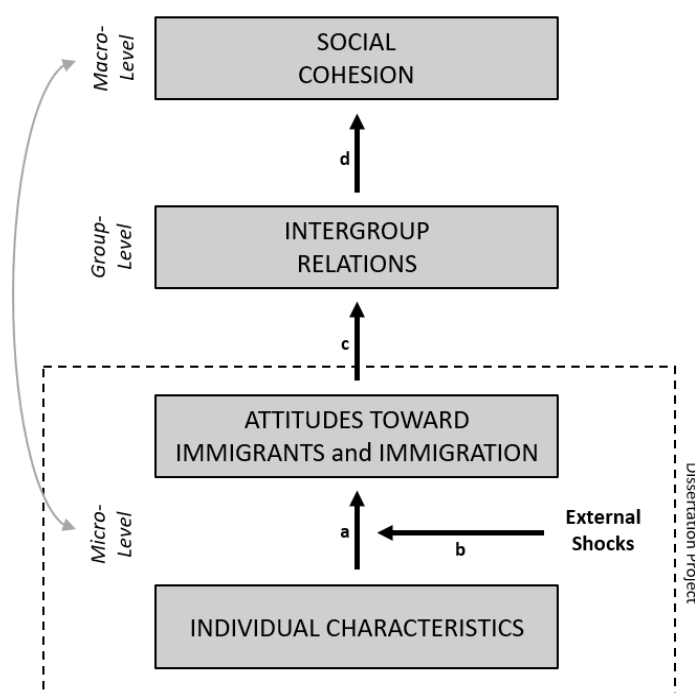 Macro-
Level
SOCIAL
COHESION
d
Group-
Level
INTERGROUP
RELATIONS
c
ATTITUDES TOWARD
IMMIGRANTS and IMMIGRATION
Micro-
Level
a
b
External
Shocks
Dissertation Project
INDIVIDUAL CHARACTERISTICS